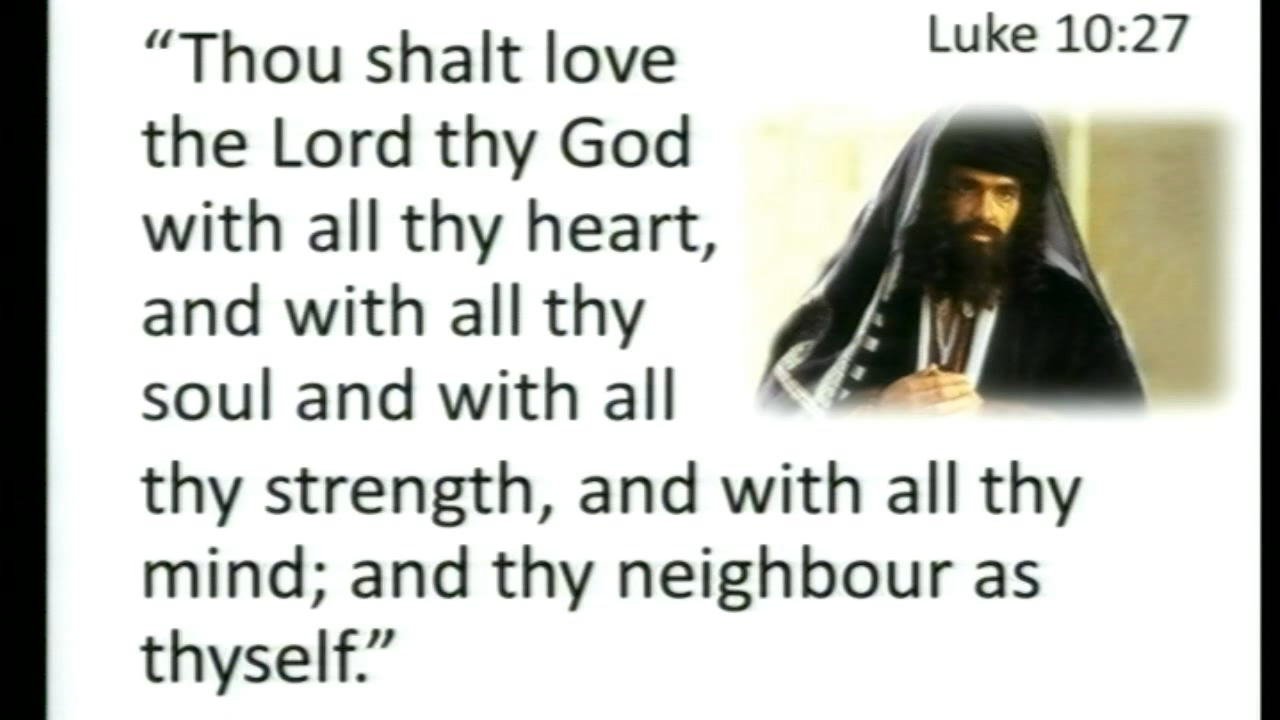 Luke 10:27
“Thou shalt love
the Lord thy God
with all thy heart,
and with all thy
soul and with all
thy strength, and with all thy
mind; and thy neighbour as
thyself.”